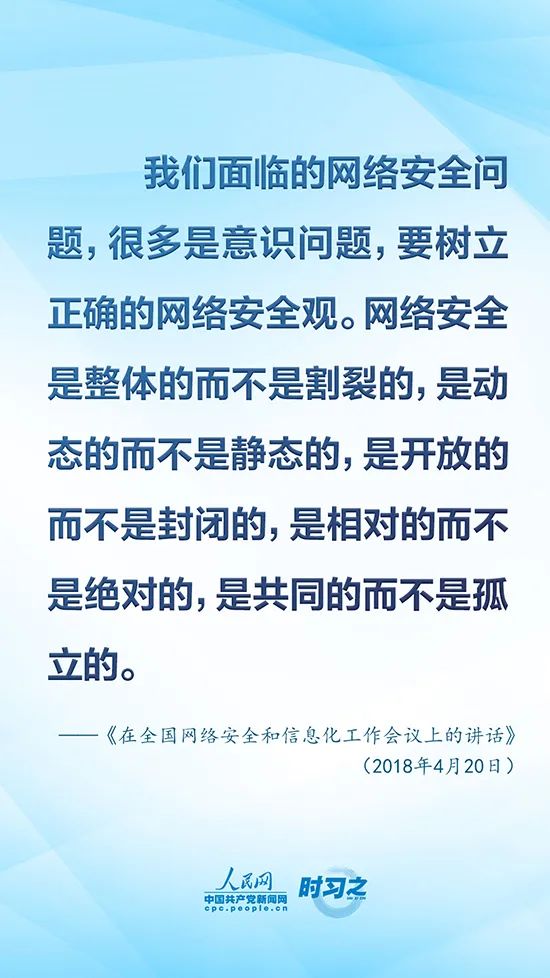 我们面临的网络安全问
题，很多是意识问题，要树立
正确的网络安全观。网络安全
是整体的而不是割裂的，是动
态的而不是静态的，是开放的
而不是封闭的，是相对的而不
是绝对的，是共同的而不是孤
立的。
——《在全国网络安全和信息化工作会议上的讲话》
（2018年4月20日）
人民网 时习之
中国共产党新闻网
cpc.people.cn